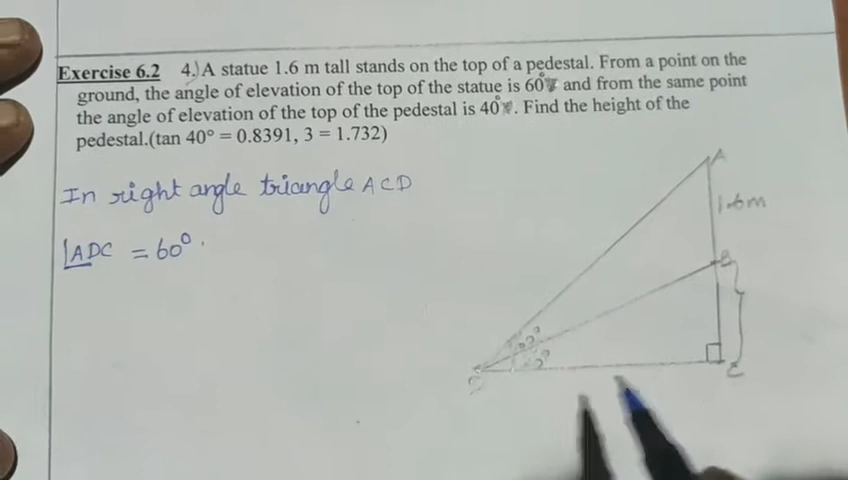 Exercise 6.2 4.) A statue 1.6 m tall stands on the top of a pedestal. From a point on the
ground, the angle of elevation of the top of the statue is 60° and from the same point
the angle of elevation of the top of the pedestal is 40°. Find the height of the
pedestal.(tan 40° = 0.8391, 3 = 1.732)
In right angle triangle ACD
∠ADC = 60°.
A
1.6m
B
C
D